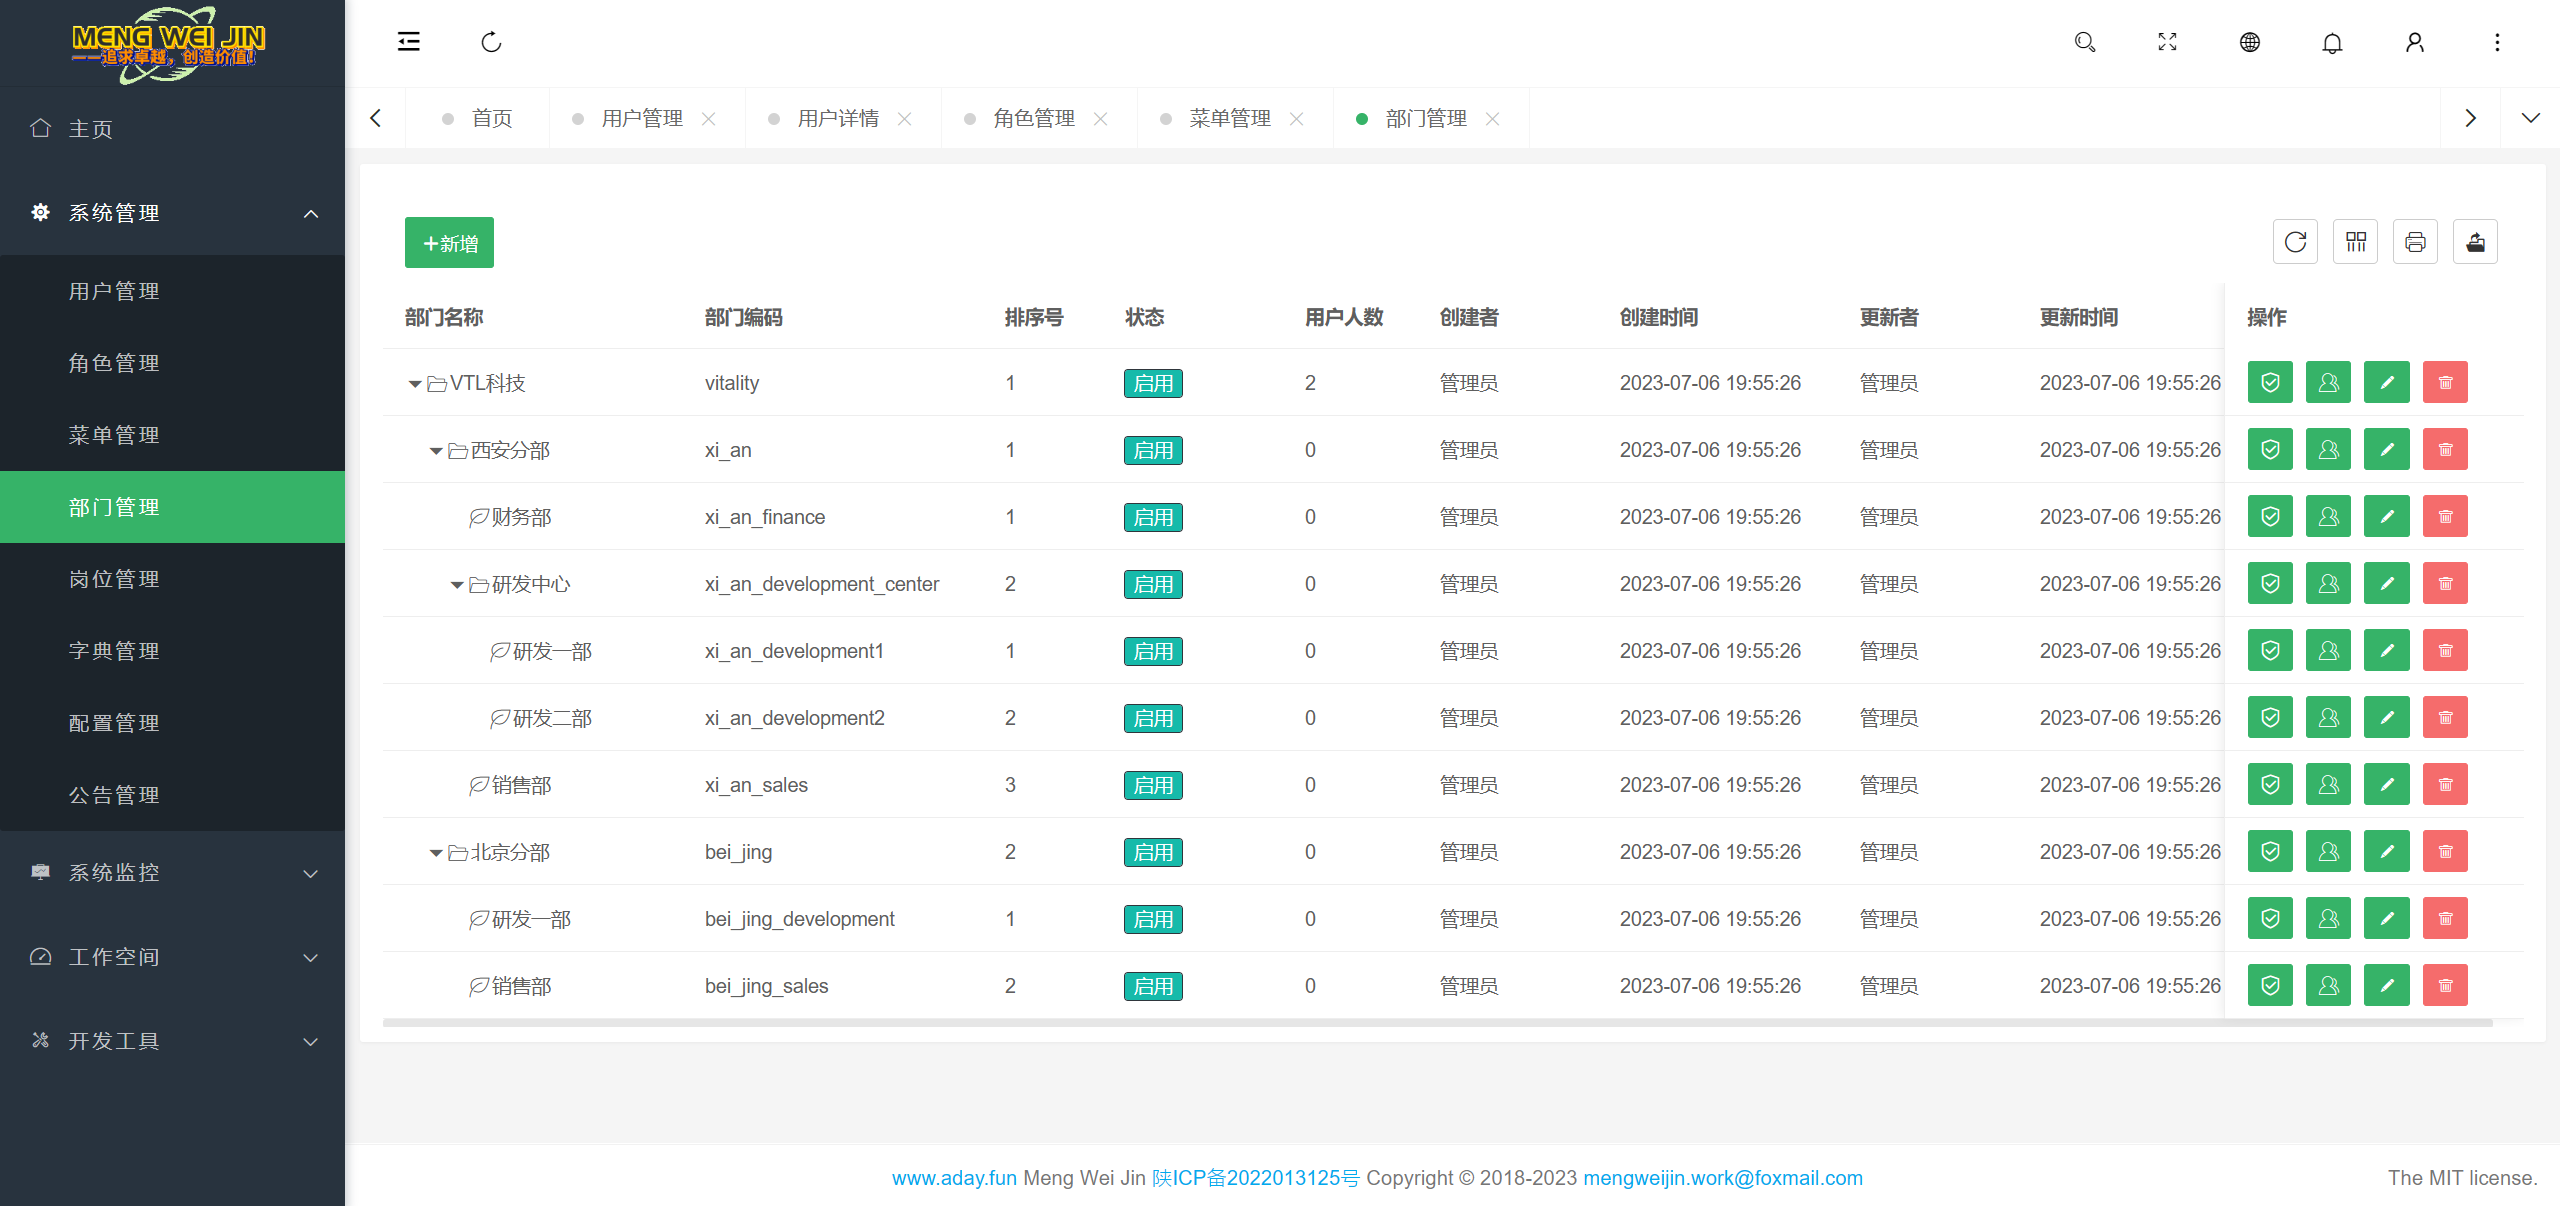 MENG WEI JIN
——追求卓越，创造价值!
主页
系统管理
用户管理
角色管理
菜单管理
部门管理
岗位管理
字典管理
配置管理
公告管理
系统监控
工作空间
开发工具
首页 用户管理 用户详情 角色管理 菜单管理 部门管理
+新增
部门名称 部门编码 排序号 状态 用户人数 创建者 创建时间 更新者 更新时间 操作
VTL科技 vitality 1 启用 2 管理员 2023-07-06 19:55:26 管理员 2023-07-06 19:55:26
西安分部 xi_an 1 启用 0 管理员 2023-07-06 19:55:26 管理员 2023-07-06 19:55:26
财务部 xi_an_finance 1 启用 0 管理员 2023-07-06 19:55:26 管理员 2023-07-06 19:55:26
研发中心 xi_an_development_center 2 启用 0 管理员 2023-07-06 19:55:26 管理员 2023-07-06 19:55:26
研发一部 xi_an_development1 1 启用 0 管理员 2023-07-06 19:55:26 管理员 2023-07-06 19:55:26
研发二部 xi_an_development2 2 启用 0 管理员 2023-07-06 19:55:26 管理员 2023-07-06 19:55:26
销售部 xi_an_sales 3 启用 0 管理员 2023-07-06 19:55:26 管理员 2023-07-06 19:55:26
北京分部 bei_jing 2 启用 0 管理员 2023-07-06 19:55:26 管理员 2023-07-06 19:55:26
研发一部 bei_jing_development 1 启用 0 管理员 2023-07-06 19:55:26 管理员 2023-07-06 19:55:26
销售部 bei_jing_sales 2 启用 0 管理员 2023-07-06 19:55:26 管理员 2023-07-06 19:55:26
www.aday.fun Meng Wei Jin 陕ICP备2022013125号 Copyright © 2018-2023 mengweijin.work@foxmail.com
The MIT license.